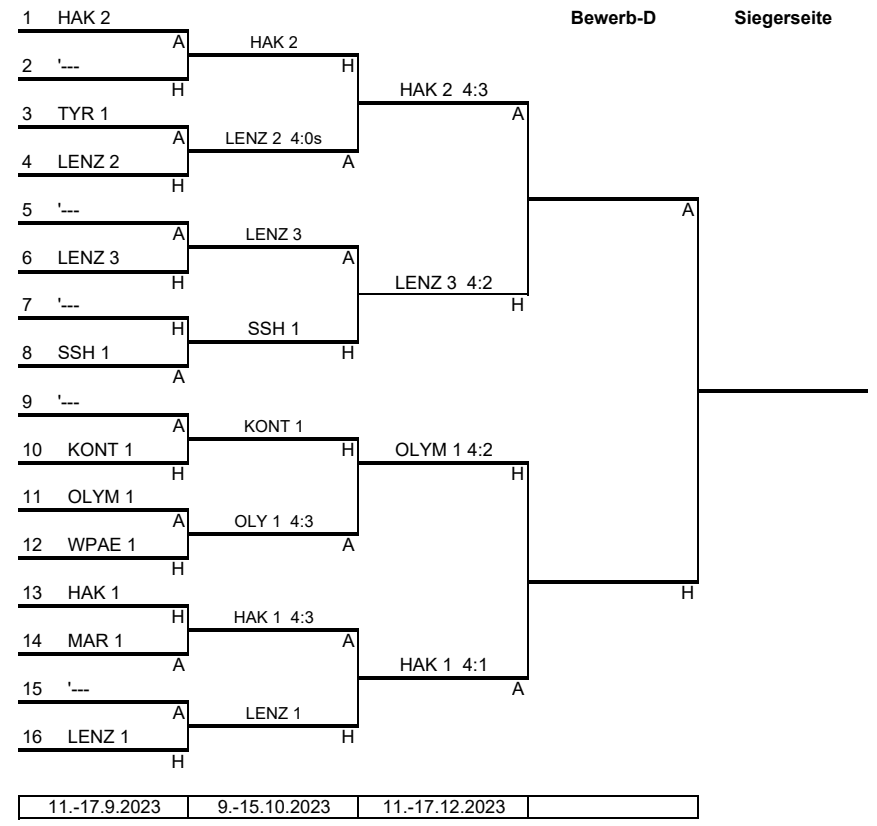 1 HAK 2 Bewerb-D Siegerseite
A HAK 2
2 '--- H
H HAK 2 4:3
3 TYR 1 A
A LENZ 2 4:0s
4 LENZ 2 A
H
5 '--- A
A LENZ 3
6 LENZ 3 A
H LENZ 3 4:2
7 '--- H
H SSH 1
8 SSH 1 H
A
9 '---
A KONT 1
10 KONT 1 H OLYM 1 4:2
H H
11 OLYM 1
A OLY 1 4:3
12 WPAE 1 A
H
13 HAK 1 H
H HAK 1 4:3
14 MAR 1 A
A HAK 1 4:1
15 '--- A
A LENZ 1
16 LENZ 1 H
H
11.-17.9.2023 9.-15.10.2023 11.-17.12.2023